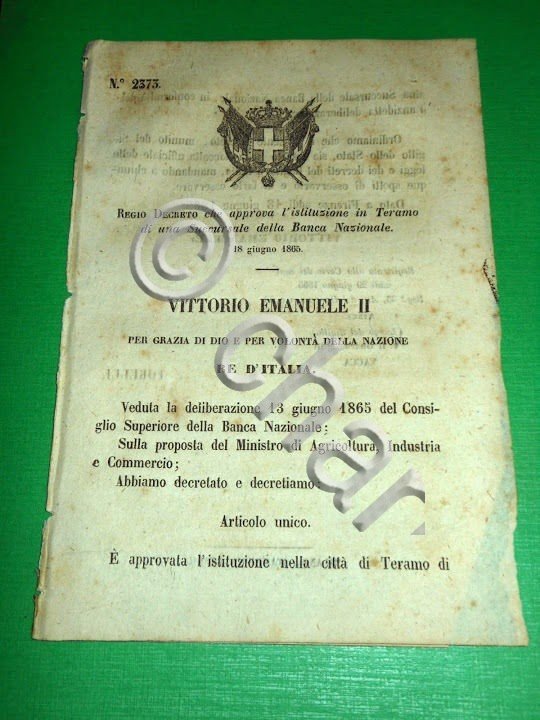 N.° 2373.
REGIO DECRETO che approva l'istituzione in Teramo
di una Succursale della Banca Nazionale.
18 giugno 1865.
VITTORIO EMANUELE II
PER GRAZIA DI DIO E PER VOLONTÀ DELLA NAZIONE
RE D'ITALIA.
Veduta la deliberazione 13 giugno 1865 del Consi-
glio Superiore della Banca Nazionale:
Sulla proposta del Ministro di Agricoltura, Industria
e Commercio;
Abbiamo decretato e decretiamo:
Articolo unico.
È approvata l'istituzione nella città di Teramo di
© char